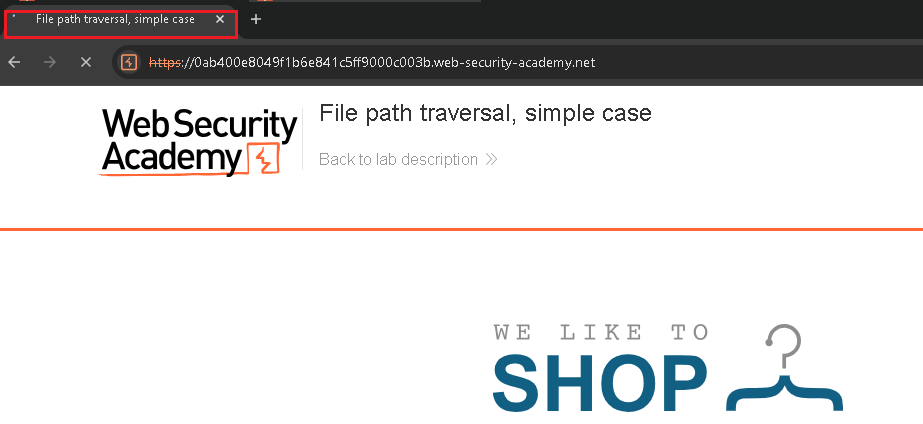 File path traversal, simple case
https://0ab400e8049f1b6e841c5ff9000c003b.web-security-academy.net
Web Security
Academy
File path traversal, simple case
Back to lab description
WE LIKE TO
SHOP